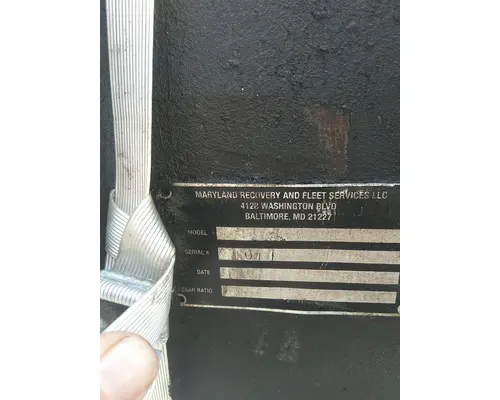 MARYLAND RECOVERY AND FLEET SERVICES LLC
4128 WASHINGTON BLVD
BALTIMORE, MD 21227
MODEL
SERIAL #
DATE
GEAR RATIO